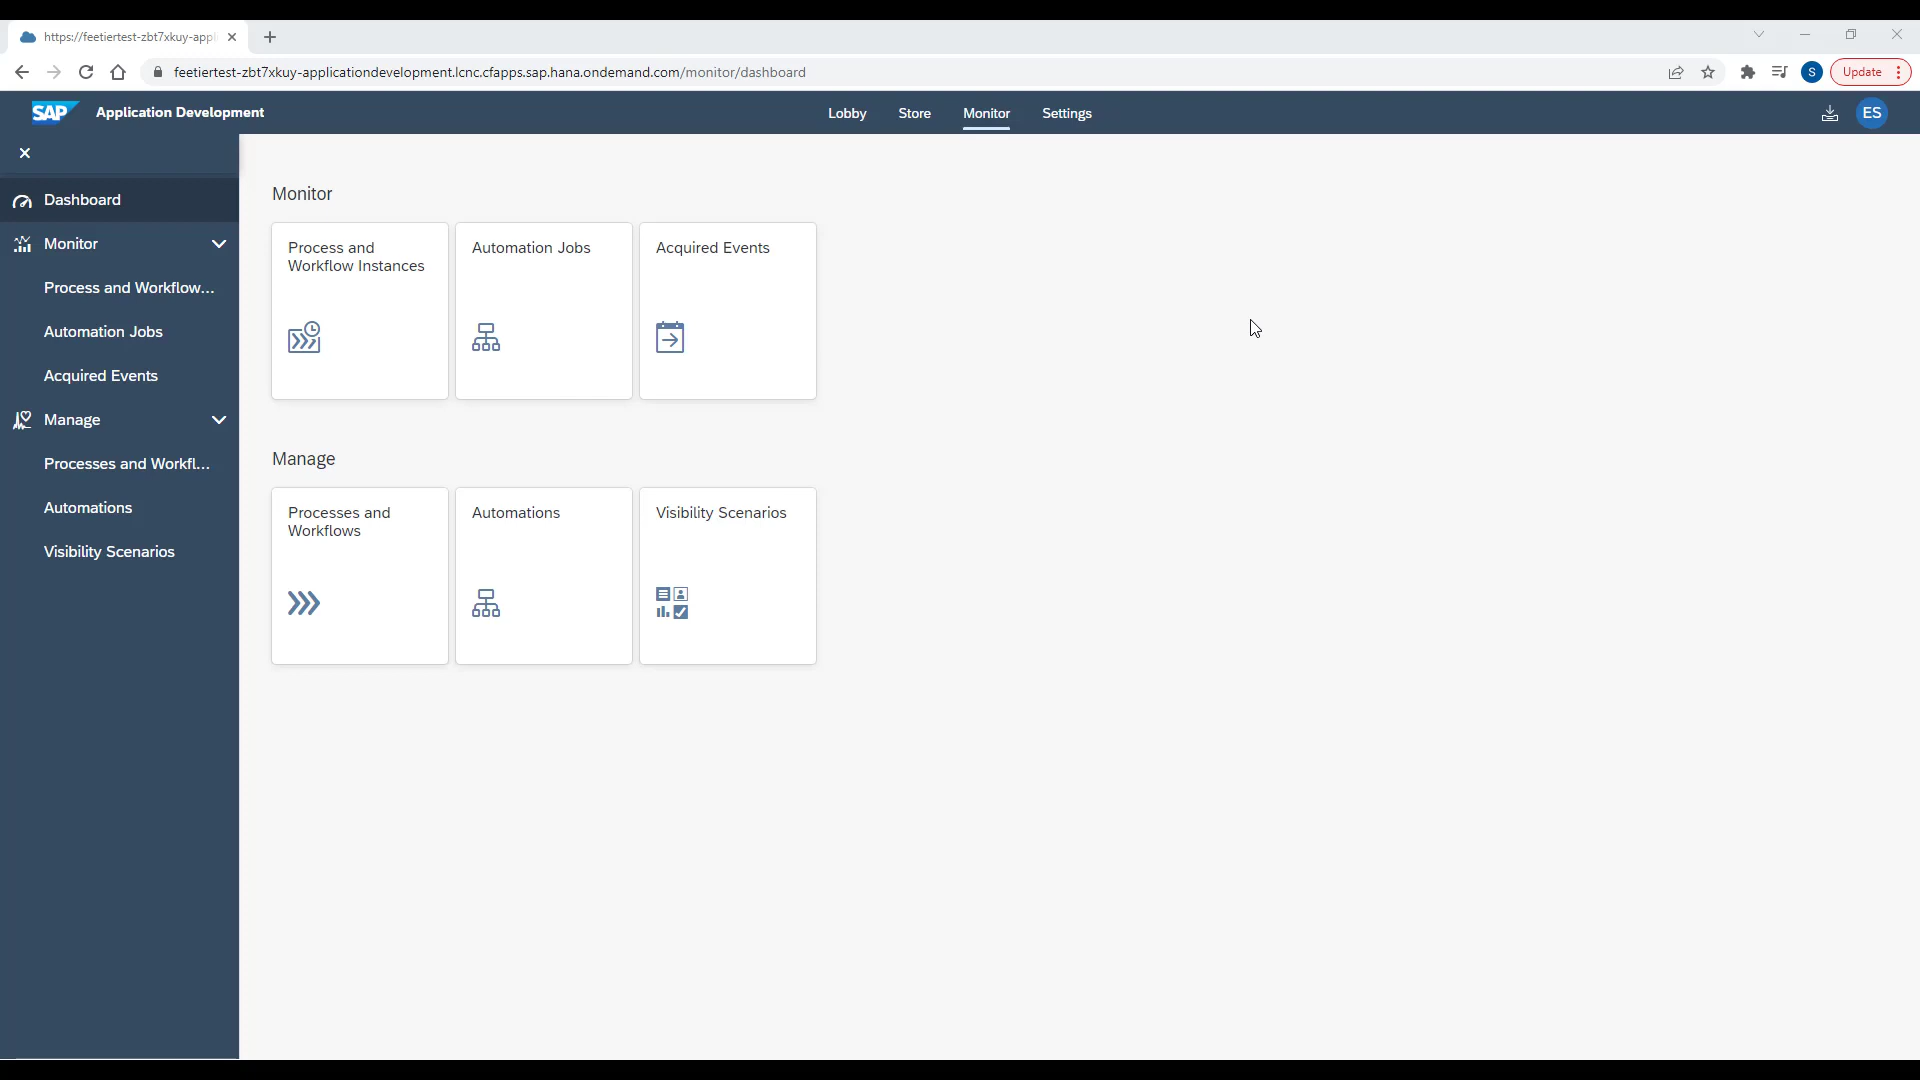 https://feetiertest-zbt7xkuy-appli
feetiertest-zbt7xkuy-applicationdevelopment.lcnc.cfapps.sap.hana.ondemand.com/monitor/dashboard
S
Update
SAP
Application Development
Lobby
Store
Monitor
Settings
ES
Dashboard
Monitor
Process and Workflow...
Automation Jobs
Acquired Events
Manage
Processes and Workfl...
Automations
Visibility Scenarios
Monitor
Process and
Workflow Instances
Automation Jobs
Acquired Events
Manage
Processes and
Workflows
Automations
Visibility Scenarios